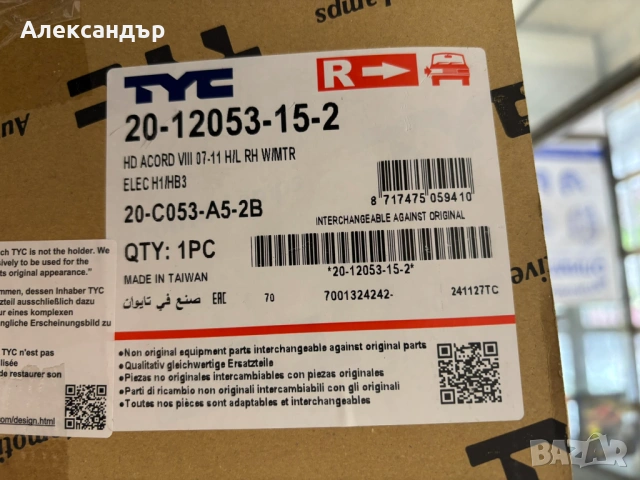 Александър
Lamps
TYC
R
20-12053-15-2
HD ACORD VIII 07-11 H/L RH W/MTR
ELEC H1/HB3
8 717475 059410
20-C053-A5-2B
INTERCHANGEABLE AGAINST ORIGINAL
QTY: 1PC
*20-12053-15-2*
MADE IN TAIWAN
صنع في تايوان EAC 70 7001324242- 241127TC
•Non original equipment parts interchangeable against original parts
•Qualitativ gleichwertige Ersatzteile
•Piezas no originales intercambiables con piezas originales
•Parti di ricambio non originali intercambiabili con gli originali
•Toutes nos pièces sont adaptables et interchangeables
ch TYC is not the holder. We
sively to be used for the
s original appearance."
mmen, dessen Inhaber TYC
zteil ausschließlich dazu
ur eines komplexen
ngliche Erscheinungsbild zu
TYC n'est pas
lisée
de restaurer son
om/design.html
BAZAR